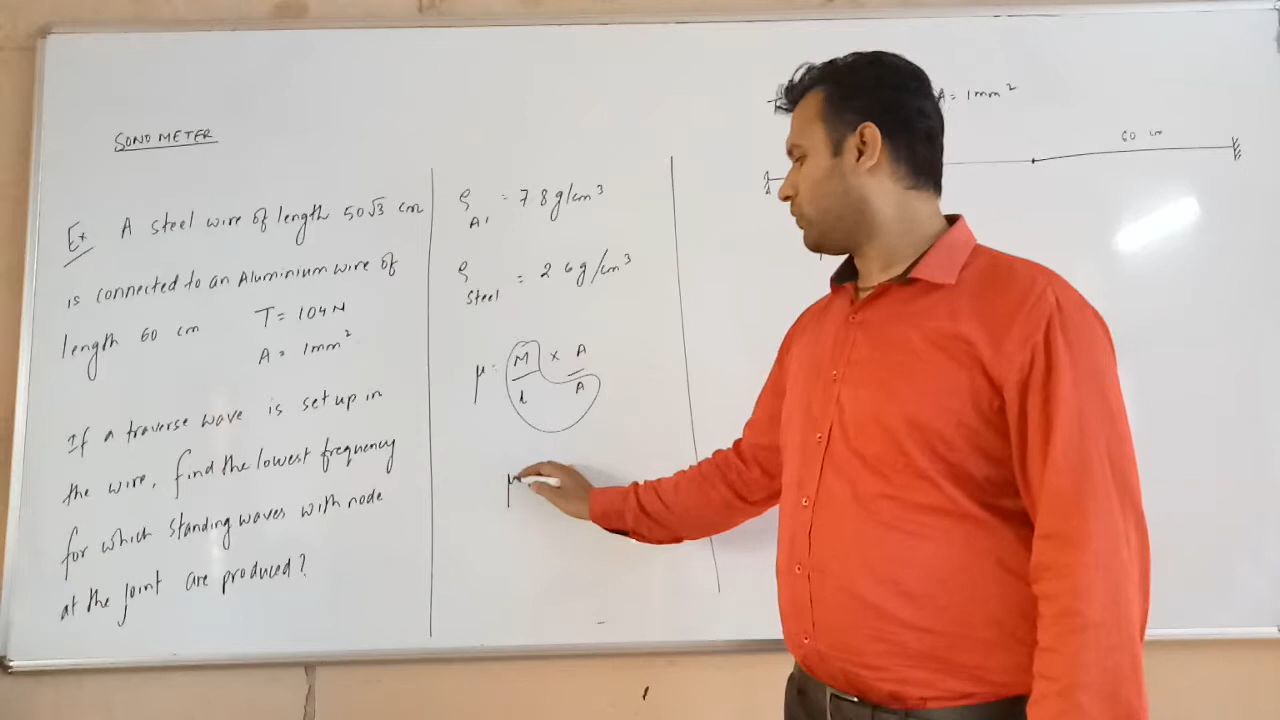 SONOMETER
Ex A steel wire of length 50√3 cm
is connected to an Aluminium wire of
length 60 cm T = 104 N
A = 1mm²
If a traverse wave is set up in
the wire, find the lowest frequency
for which standing waves with node
at the joint are produced?
ρ Al = 7 8 g/cm³
ρ Steel = 2 6 g/cm³
μ = M/l × A/A
μ
A = 1mm²
60 cm